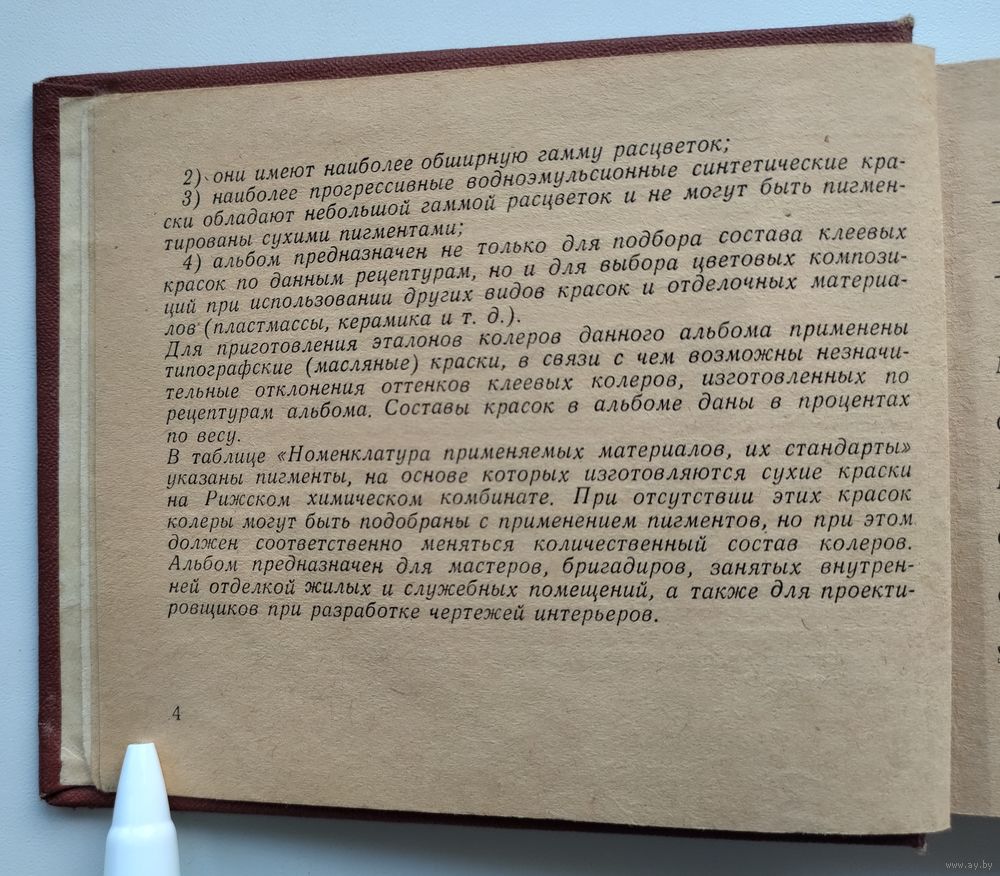 2) они имеют наиболее обширную гамму расцветок;
3) наиболее прогрессивные водноэмульсионные синтетические кра-
ски обладают небольшой гаммой расцветок и не могут быть пигмен-
тированы сухими пигментами;
4) альбом предназначен не только для подбора состава клеевых
красок по данным рецептурам, но и для выбора цветовых компози-
ций при использовании других видов красок и отделочных материа-
лов (пластмассы, керамика и т. д.).
Для приготовления эталонов колеров данного альбома применены
типографские (масляные) краски, в связи с чем возможны незначи-
тельные отклонения оттенков клеевых колеров, изготовленных по
рецептурам альбома. Составы красок в альбоме даны в процентах
по весу.
В таблице «Номенклатура применяемых материалов, их стандарты»
указаны пигменты, на основе которых изготовляются сухие краски
на Рижском химическом комбинате. При отсутствии этих красок
колеры могут быть подобраны с применением пигментов, но при этом
должен соответственно меняться количественный состав колеров.
Альбом предназначен для мастеров, бригадиров, занятых внутрен-
ней отделкой жилых и служебных помещений, а также для проекти-
ровщиков при разработке чертежей интерьеров.
4
www.ay.by